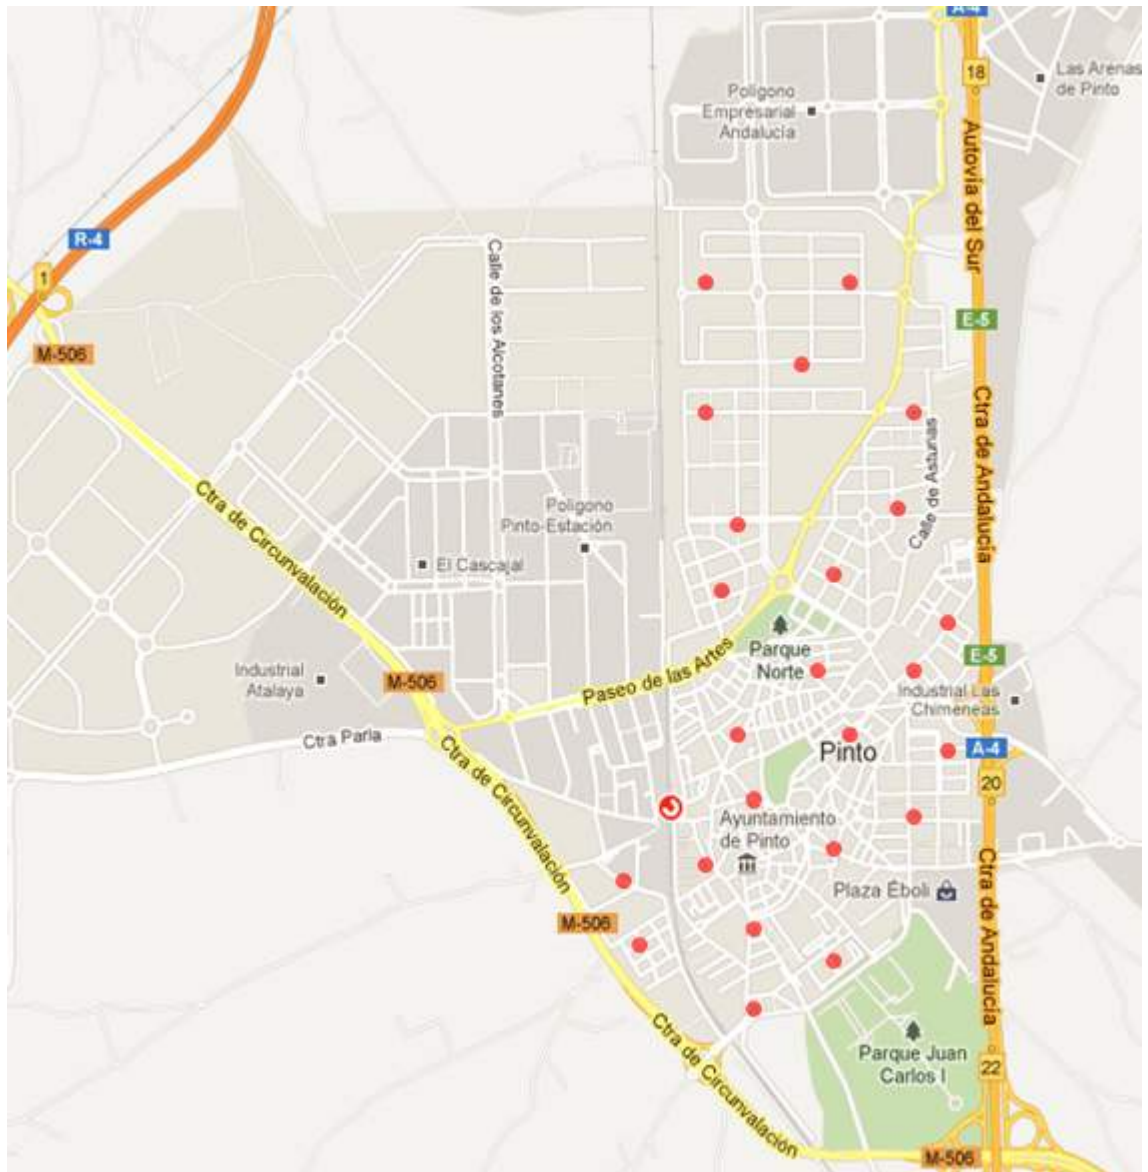 A-4
18
Las Arenas
de Pinto
Polígono
Empresarial
Andalucía
Autovía del Sur
R-4
1
Calle de los Alcotanes
E-5
M-506
Ctra de Andalucía
Calle de Asturias
Ctra de Circunvalación
Polígono
Pinto-Estación
El Cascajal
Parque
Norte
E-5
Industrial
Atalaya
M-506
Paseo de las Artes
Industrial Las
Chimeneas
Ctra Parla
Ctra de Circunvalación
Pinto
A-4
20
Ayuntamiento
de Pinto
Plaza Éboli
Ctra de Andalucía
M-506
Ctra de Circunvalación
Parque Juan
Carlos I
22
M-506